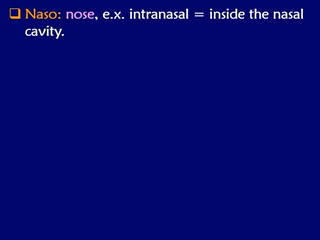 ❑ Naso: nose, e.x. intranasal = inside the nasal
cavity.